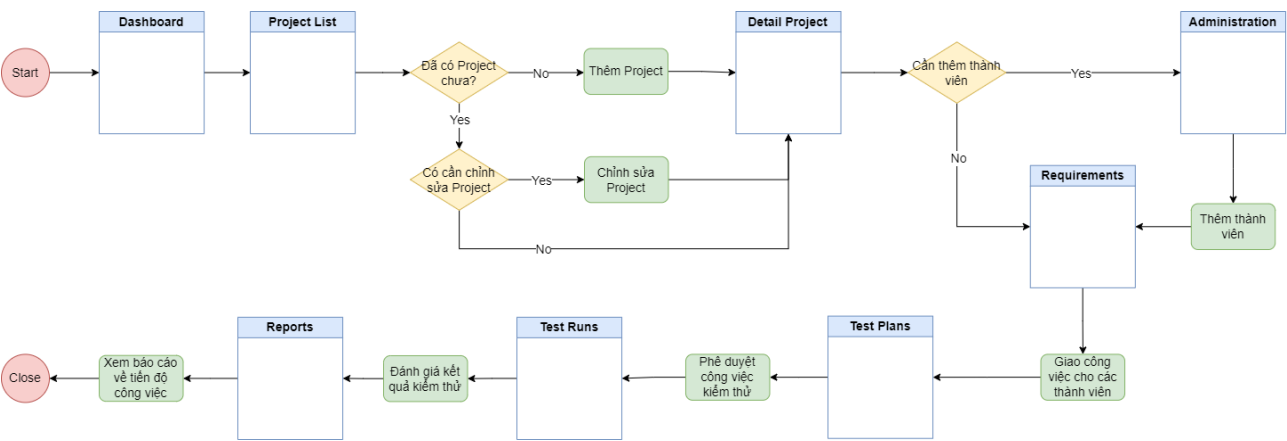 Dashboard
Project List
Detail Project
Administration
Start
Đã có Project
chưa?
No
Thêm Project
Cần thêm thành
viên
Yes
Yes
Có cần chỉnh
sửa Project
Yes
Chỉnh sửa
Project
No
No
Requirements
Thêm thành
viên
Reports
Test Runs
Test Plans
Close
Xem báo cáo
về tiến độ
công việc
Đánh giá kết
quả kiểm thử
Phê duyệt
công việc
kiểm thử
Giao công
việc cho các
thành viên